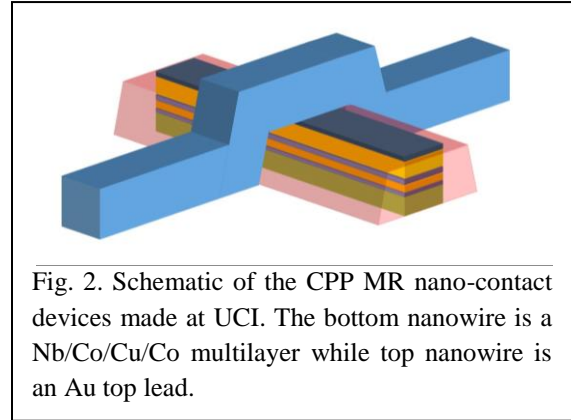 Fig. 2. Schematic of the CPP MR nano-contact
devices made at UCI. The bottom nanowire is a
Nb/Co/Cu/Co multilayer while top nanowire is
an Au top lead.